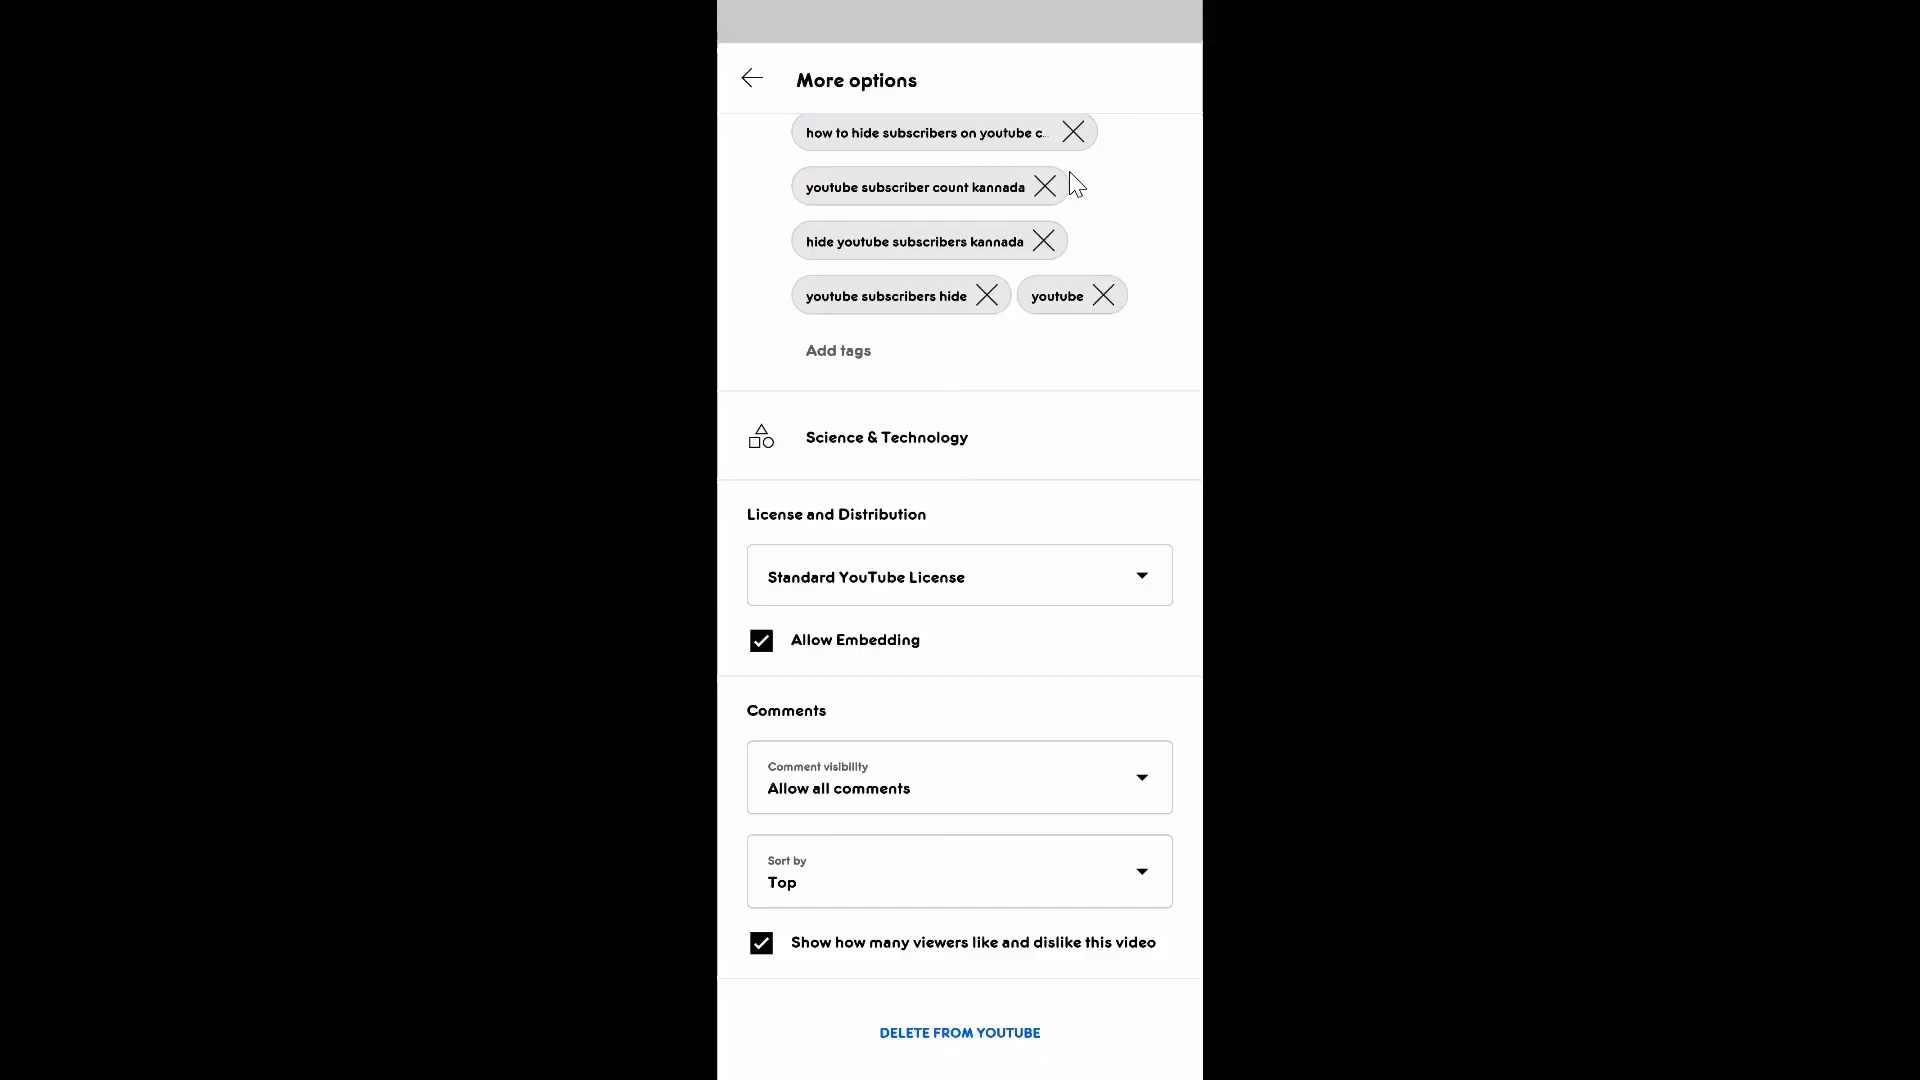 More options
how to hide subscribers on youtube c...
youtube subscriber count kannada
hide youtube subscribers kannada
youtube subscribers hide youtube
Add tags
Science & Technology
License and Distribution
Standard YouTube License
Allow Embedding
Comments
Comment visibility
Allow all comments
Sort by
Top
Show how many viewers like and dislike this video
DELETE FROM YOUTUBE